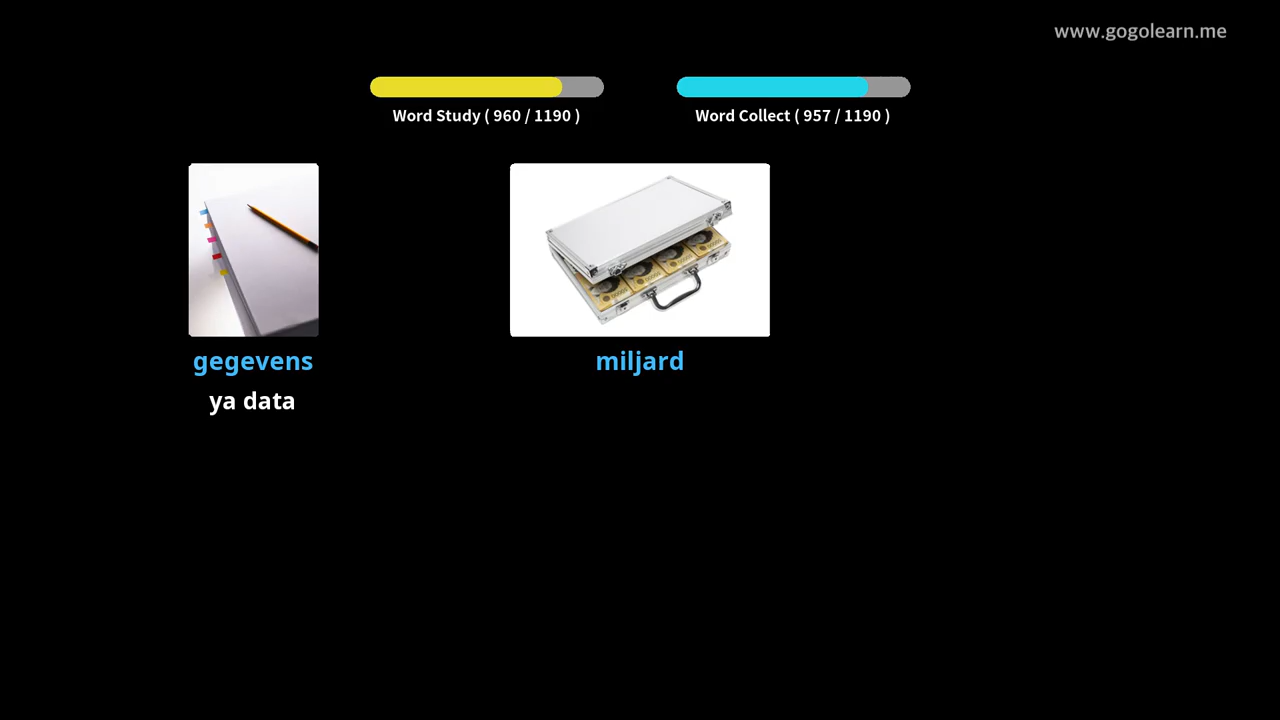 www.gogolearn.me
Word Study ( 960 / 1190 )
Word Collect ( 957 / 1190 )
gegevens
miljard
ya data